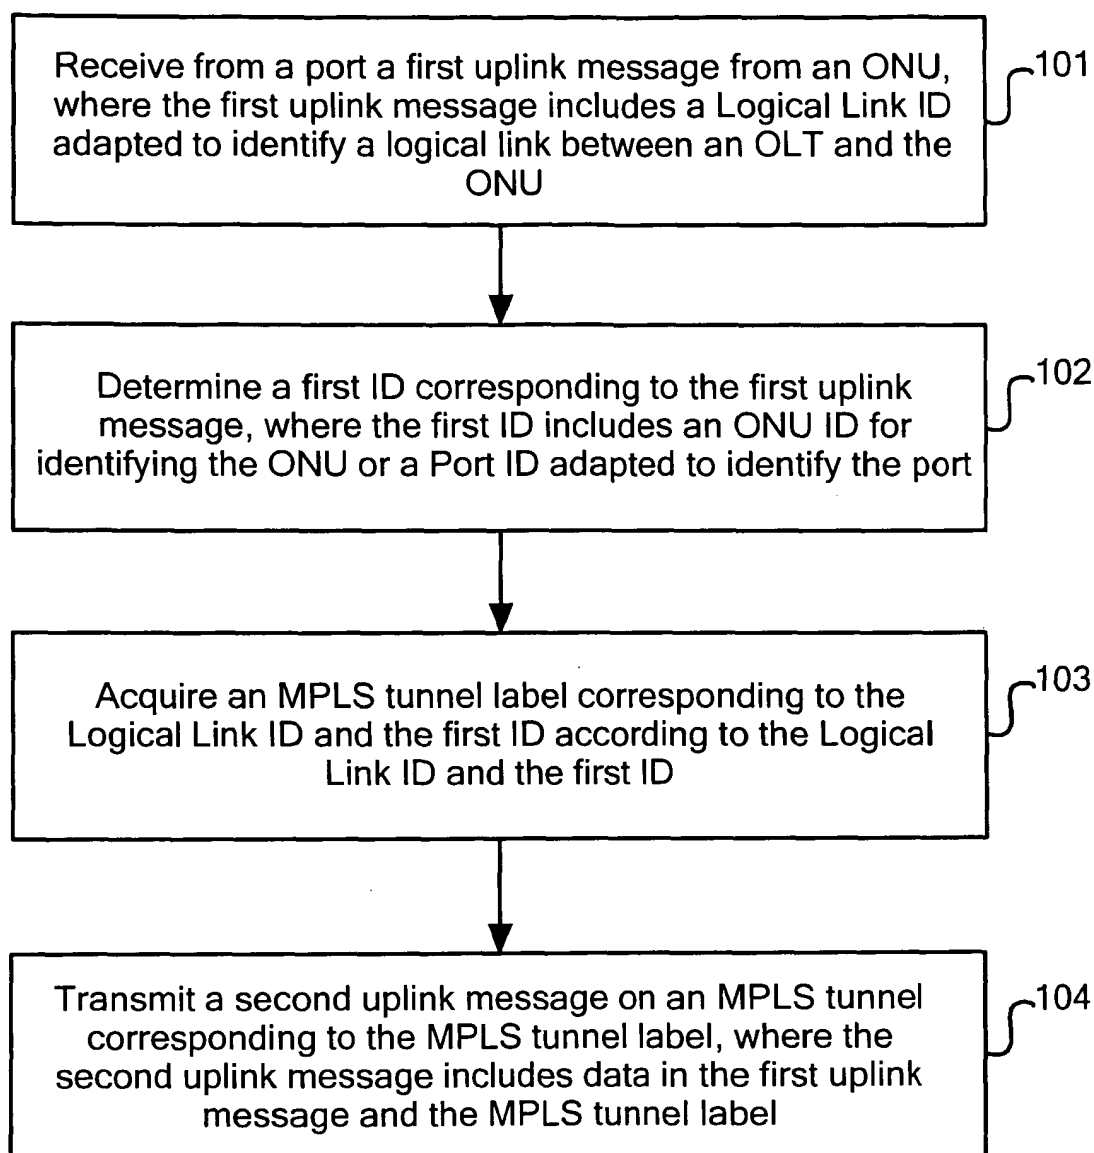 Receive from a port a first uplink message from an ONU,
where the first uplink message includes a Logical Link ID
adapted to identify a logical link between an OLT and the
ONU
101
Determine a first ID corresponding to the first uplink
message, where the first ID includes an ONU ID for
identifying the ONU or a Port ID adapted to identify the port
102
Acquire an MPLS tunnel label corresponding to the
Logical Link ID and the first ID according to the Logical
Link ID and the first ID
103
Transmit a second uplink message on an MPLS tunnel
corresponding to the MPLS tunnel label, where the
second uplink message includes data in the first uplink
message and the MPLS tunnel label
104